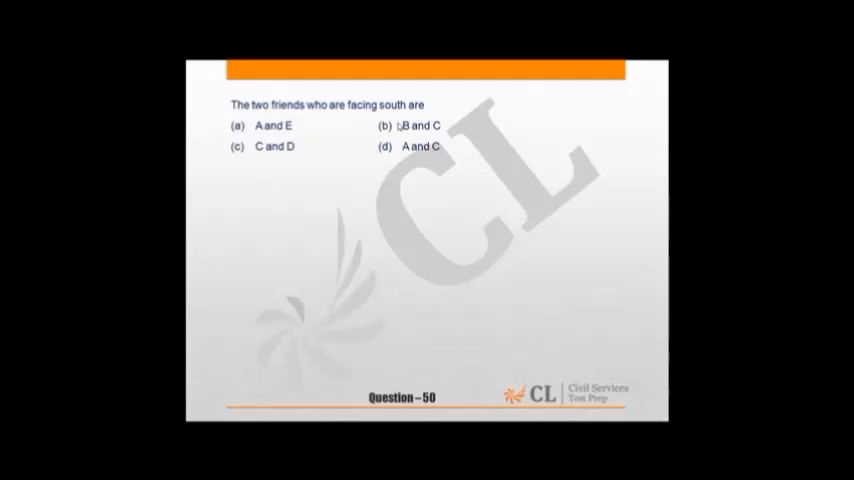 The two friends who are facing south are
(a) A and E (b) B and C
(c) C and D (d) A and C
CL
Question – 50
CL Civil Services
Test Prep